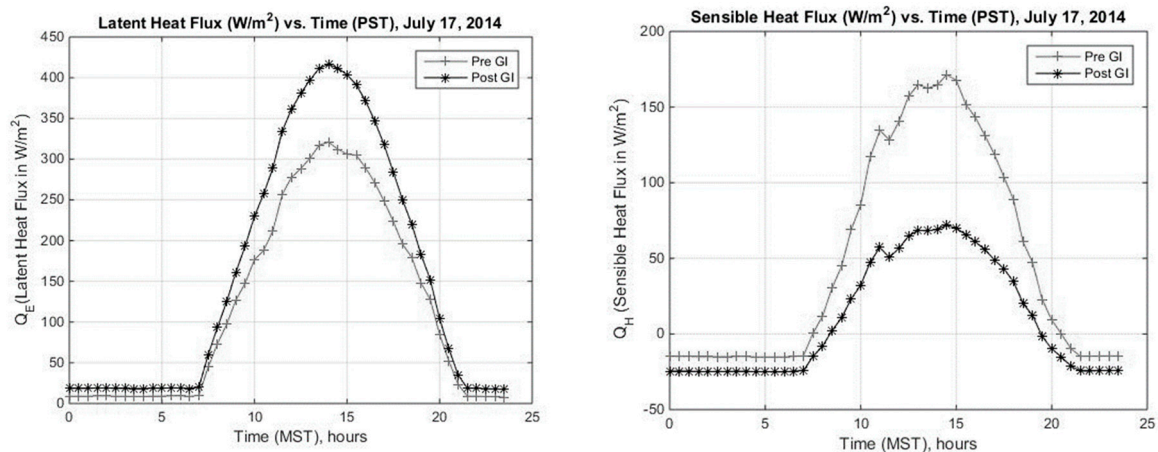 Latent Heat Flux (W/m²) vs. Time (PST), July 17, 2014
450
400
350
300
250
200
150
100
50
0
Q_E(Latent Heat Flux in W/m²)
Pre GI
Post GI
0 5 10 15 20 25
Time (MST), hours
Sensible Heat Flux (W/m²) vs. Time (PST), July 17, 2014
200
150
100
50
0
-50
Q_H (Sensible Heat Flux in W/m²)
Pre GI
Post GI
0 5 10 15 20 25
Time (MST), hours